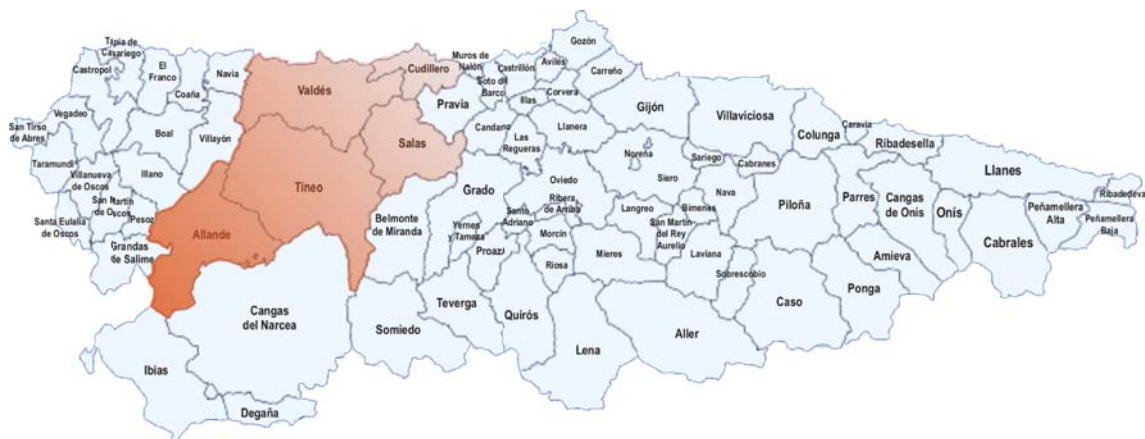 Tapia de
Casariego
Castropol
El
Franco
Coaña
Navia
Valdés
Cudillero
Muros de
Nalón
Soto del
Barco
Castrillón
Avilés
Gozón
Carreño
Illas
Corvera
Pravia
Vegadeo
San Tirso
de Abres
Taramundi
Boal
Villayón
Villanueva
de Oscos
Illano
San Martín
de Oscos
Pesoz
Santa Eulalia
de Oscos
Grandas
de Salime
Allande
Tineo
Salas
Candamo
Las
Regueras
Llanera
Gijón
Villaviciosa
Colunga
Caravia
Ribadesella
Llanes
Ribadedeva
Noreña
Siero
Sariego
Cabranes
Nava
Piloña
Parres
Cangas
de Onís
Onís
Cabrales
Peñamellera
Alta
Peñamellera
Baja
Grado
Oviedo
Belmonte
de Miranda
Yernes
y Tameza
Santo
Adriano
Ribera
de Arriba
Proaza
Morcín
Riosa
Langreo
Mieres
San Martin
del Rey
Aurelio
Bimenes
Laviana
Sobrescobio
Caso
Ponga
Amieva
Cangas
del Narcea
Somiedo
Teverga
Quirós
Lena
Aller
Ibias
Degaña